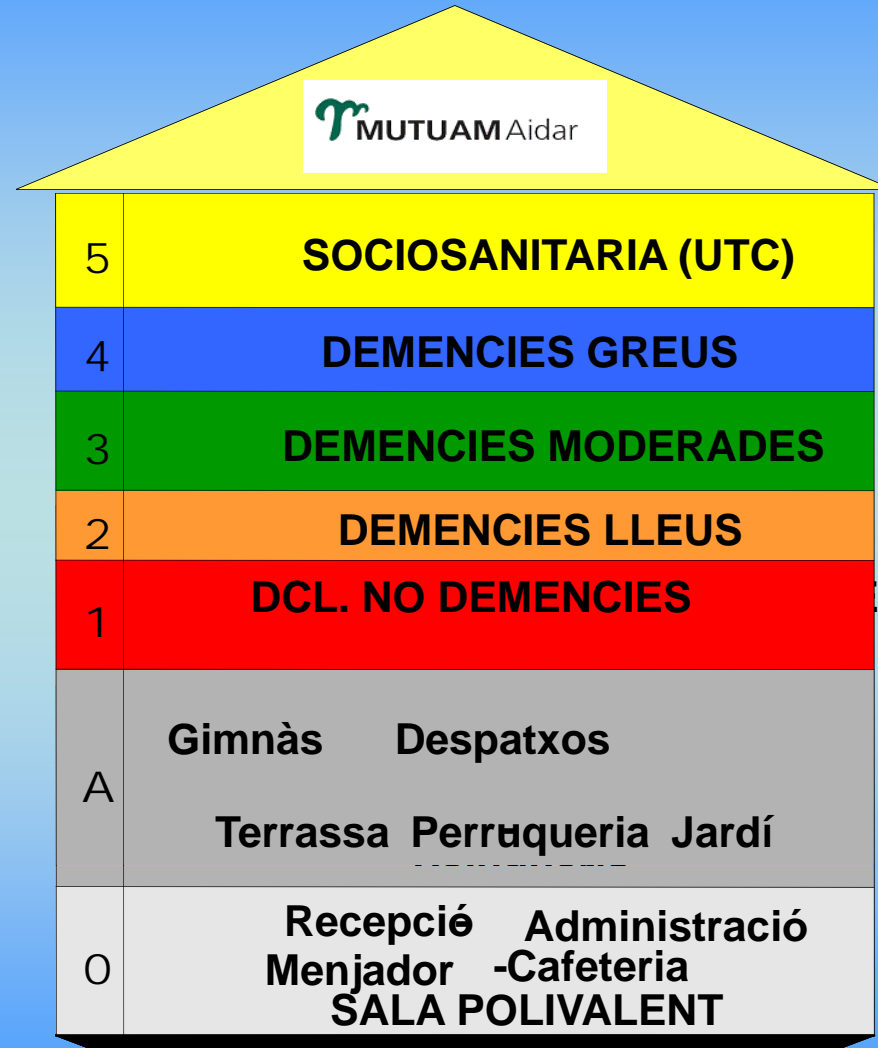 MUTUAM Aidar
5 SOCIOSANITARIA (UTC)
4 DEMENCIES GREUS
3 DEMENCIES MODERADES
2 DEMENCIES LLEUS
1 DCL. NO DEMENCIES
A
Gimnàs Despatxos
Terrassa Perruqueria Jardí
0
Recepció Administració
Menjador -Cafeteria
SALA POLIVALENT